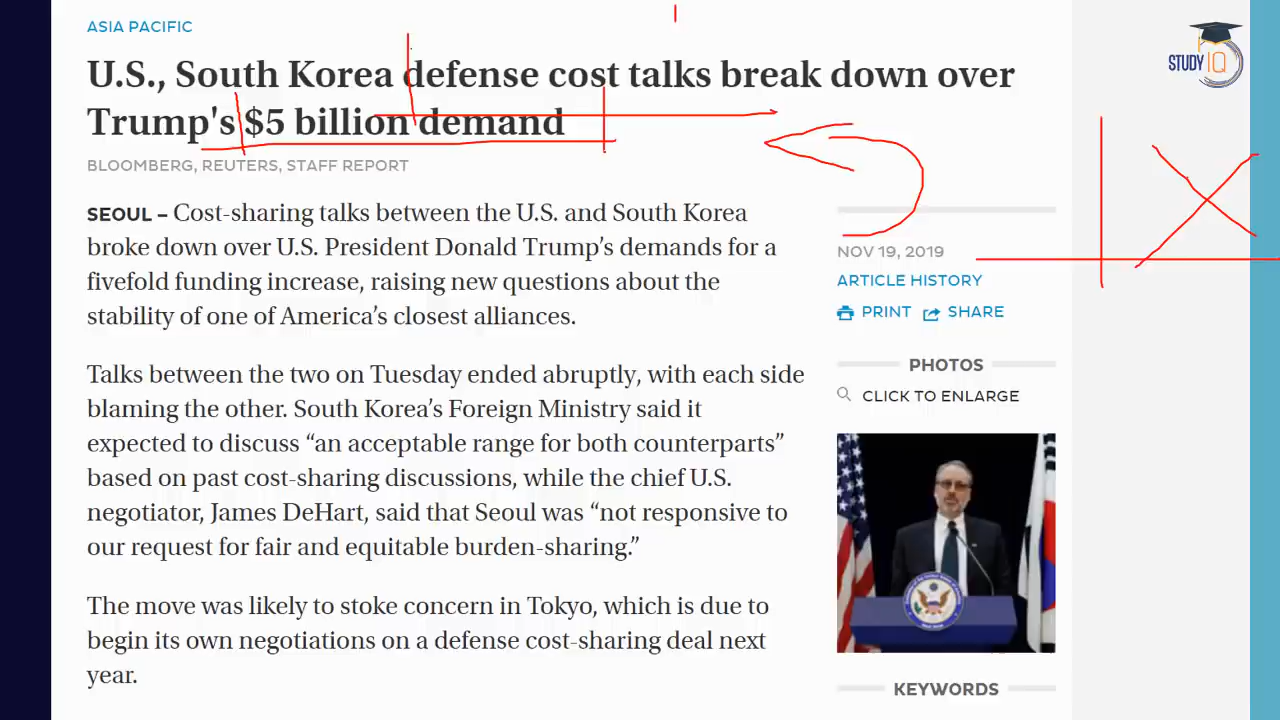 ASIA PACIFIC
U.S., South Korea defense cost talks break down over
Trump's $5 billion demand
BLOOMBERG, REUTERS, STAFF REPORT
SEOUL – Cost-sharing talks between the U.S. and South Korea
broke down over U.S. President Donald Trump’s demands for a
fivefold funding increase, raising new questions about the
stability of one of America’s closest alliances.
Talks between the two on Tuesday ended abruptly, with each side
blaming the other. South Korea’s Foreign Ministry said it
expected to discuss “an acceptable range for both counterparts”
based on past cost-sharing discussions, while the chief U.S.
negotiator, James DeHart, said that Seoul was “not responsive to
our request for fair and equitable burden-sharing.”
The move was likely to stoke concern in Tokyo, which is due to
begin its own negotiations on a defense cost-sharing deal next
year.
NOV 19, 2019
ARTICLE HISTORY
PRINT SHARE
PHOTOS
CLICK TO ENLARGE
KEYWORDS
STUDY IQ